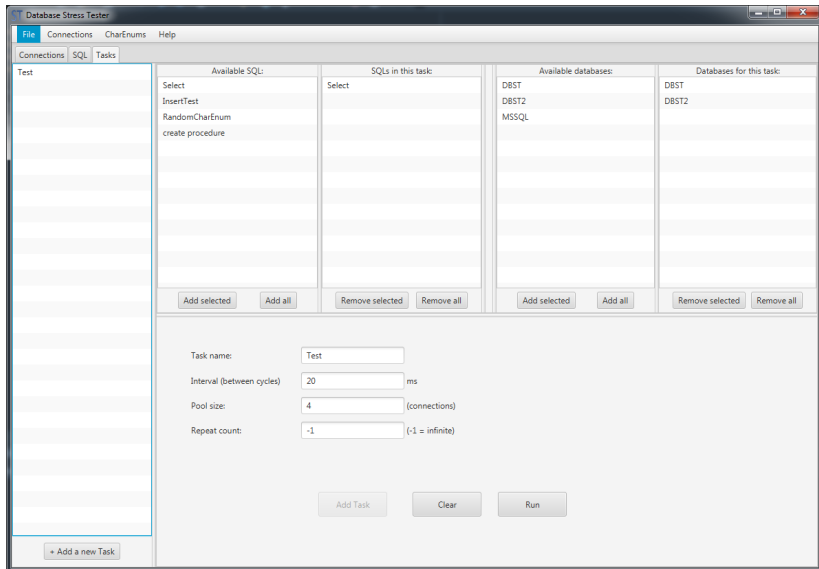 Database Stress Tester
File Connections CharEnums Help
Connections SQL Tasks
Test
Available SQL:
Select
InsertTest
RandomCharEnum
create procedure
Add selected Add all
SQLs in this task:
Select
Remove selected Remove all
Available databases:
DBST
DBST2
MSSQL
Add selected Add all
Databases for this task:
DBST
DBST2
Remove selected Remove all
Task name: Test
Interval (between cycles) 20 ms
Pool size: 4 (connections)
Repeat count: -1 (-1 = infinite)
Add Task Clear Run
+ Add a new Task